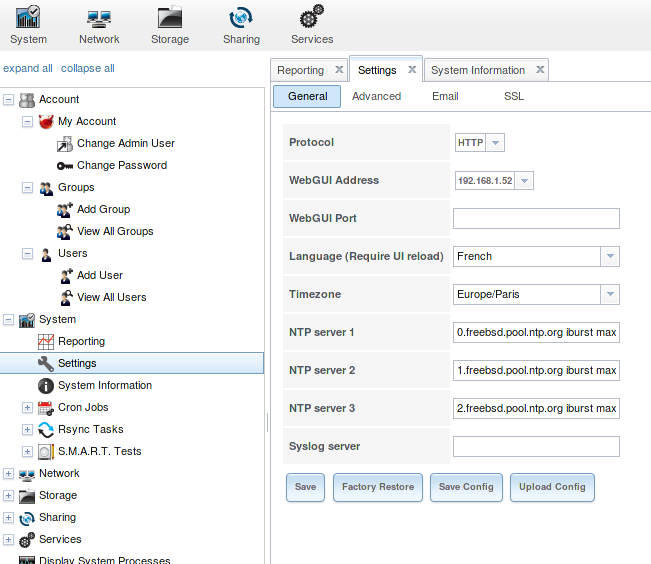 System Network Storage Sharing Services
expand all collapse all
Account
My Account
Change Admin User
Change Password
Groups
Add Group
View All Groups
Users
Add User
View All Users
System
Reporting
Settings
System Information
Cron Jobs
Rsync Tasks
S.M.A.R.T. Tests
Network
Storage
Sharing
Services
Display System Processes
Reporting Settings System Information
General Advanced Email SSL
Protocol HTTP
WebGUI Address 192.168.1.52
WebGUI Port
Language (Require UI reload) French
Timezone Europe/Paris
NTP server 1 0.freebsd.pool.ntp.org iburst max
NTP server 2 1.freebsd.pool.ntp.org iburst max
NTP server 3 2.freebsd.pool.ntp.org iburst max
Syslog server
Save Factory Restore Save Config Upload Config